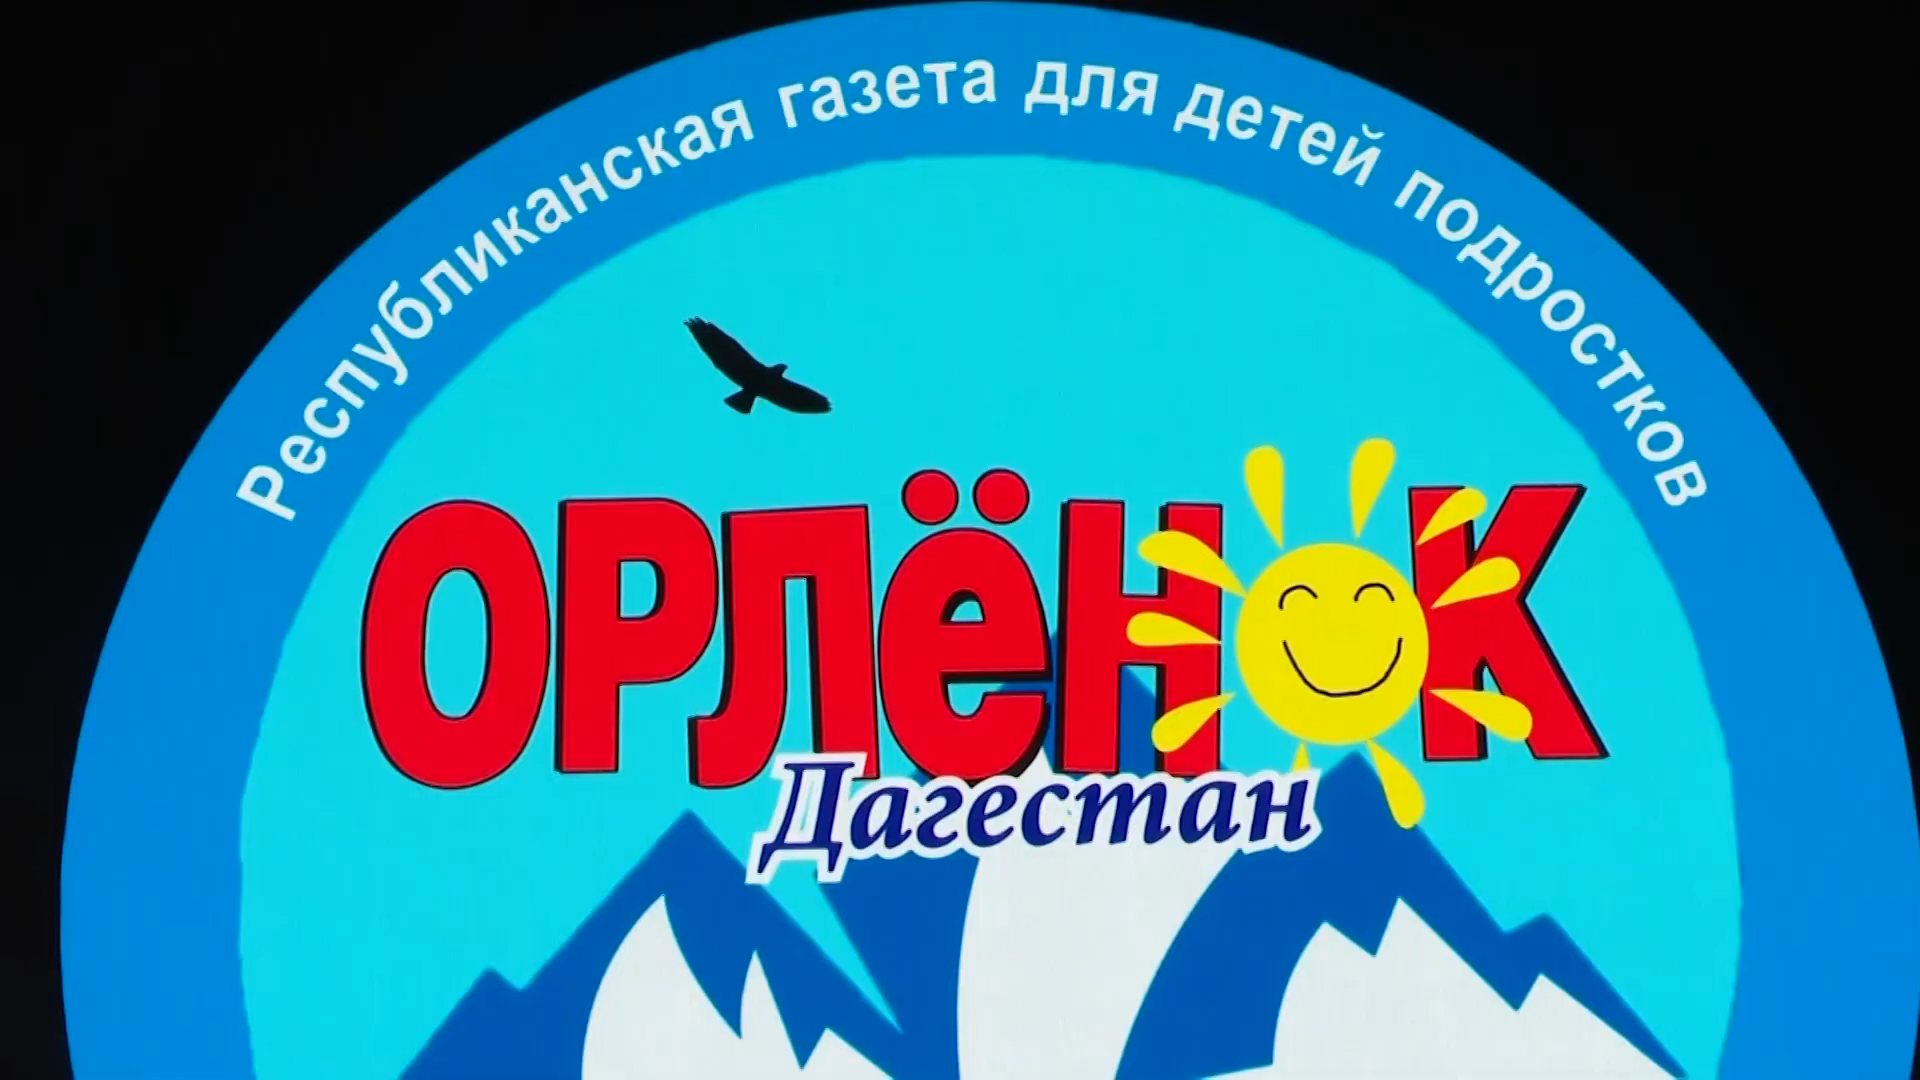 Республиканская газета для детей подростков
ОРЛЁНОК
Дагестан